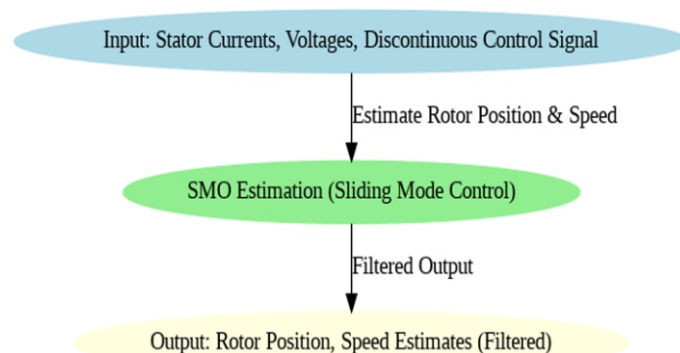 Input: Stator Currents, Voltages, Discontinuous Control Signal
Estimate Rotor Position & Speed
SMO Estimation (Sliding Mode Control)
Filtered Output
Output: Rotor Position, Speed Estimates (Filtered)